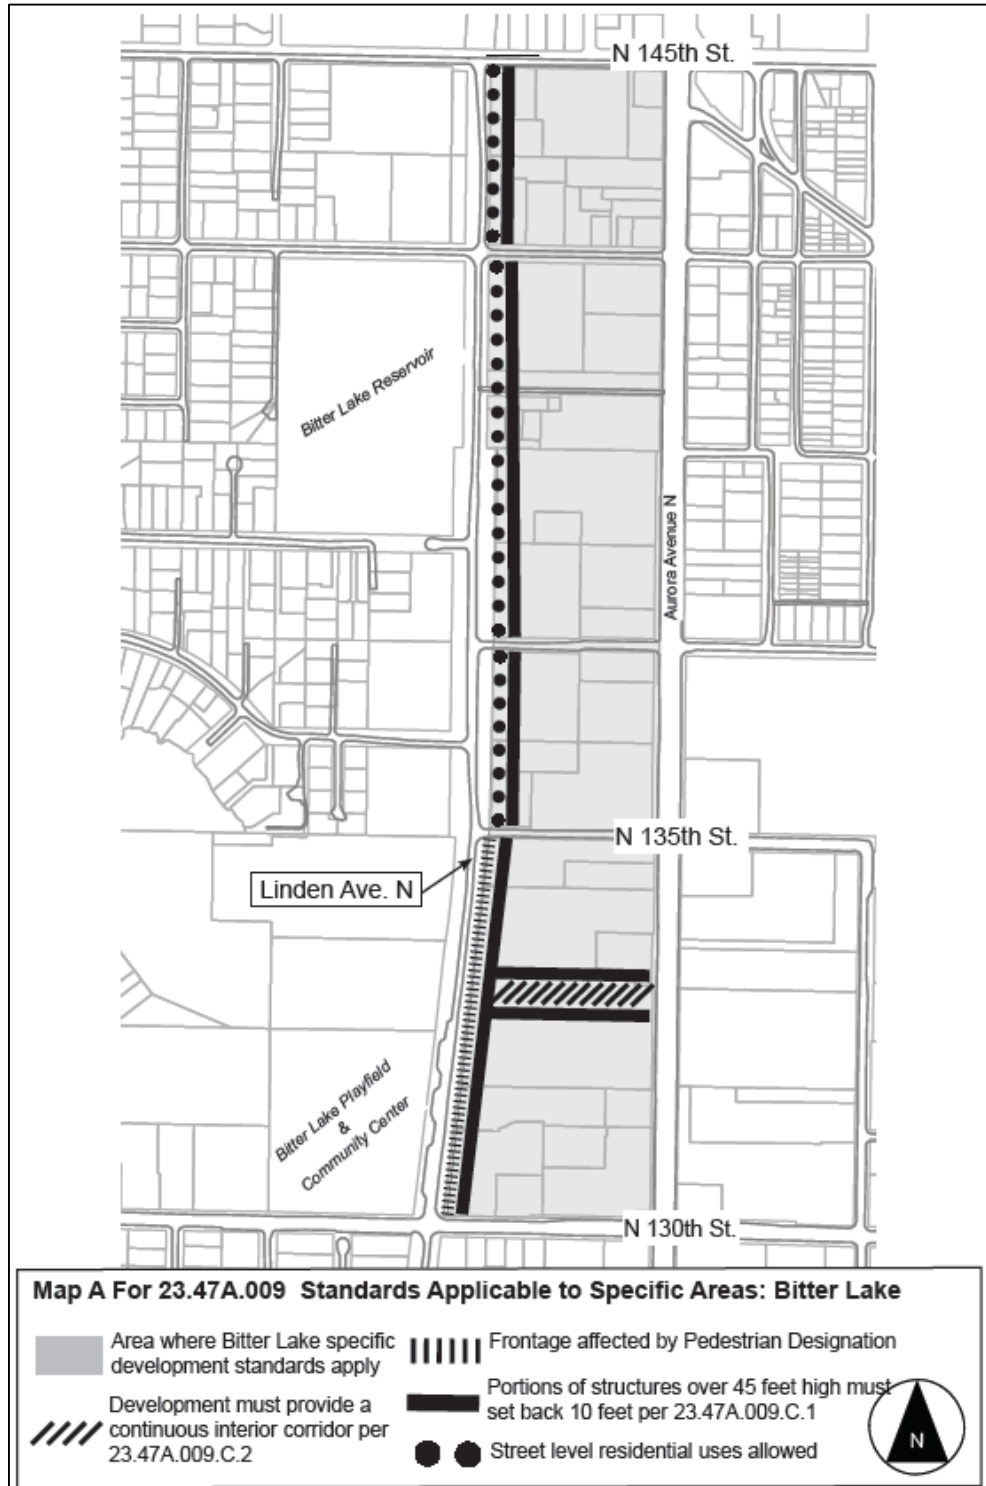 N 145th St.
Bitter Lake Reservoir
Aurora Avenue N
N 135th St.
Linden Ave. N
Bitter Lake Playfield
&
Community Center
N 130th St.
Map A For 23.47A.009 Standards Applicable to Specific Areas: Bitter Lake
Area where Bitter Lake specific
development standards apply
Development must provide a
continuous interior corridor per
23.47A.009.C.2
Frontage affected by Pedestrian Designation
Portions of structures over 45 feet high must
set back 10 feet per 23.47A.009.C.1
Street level residential uses allowed
N